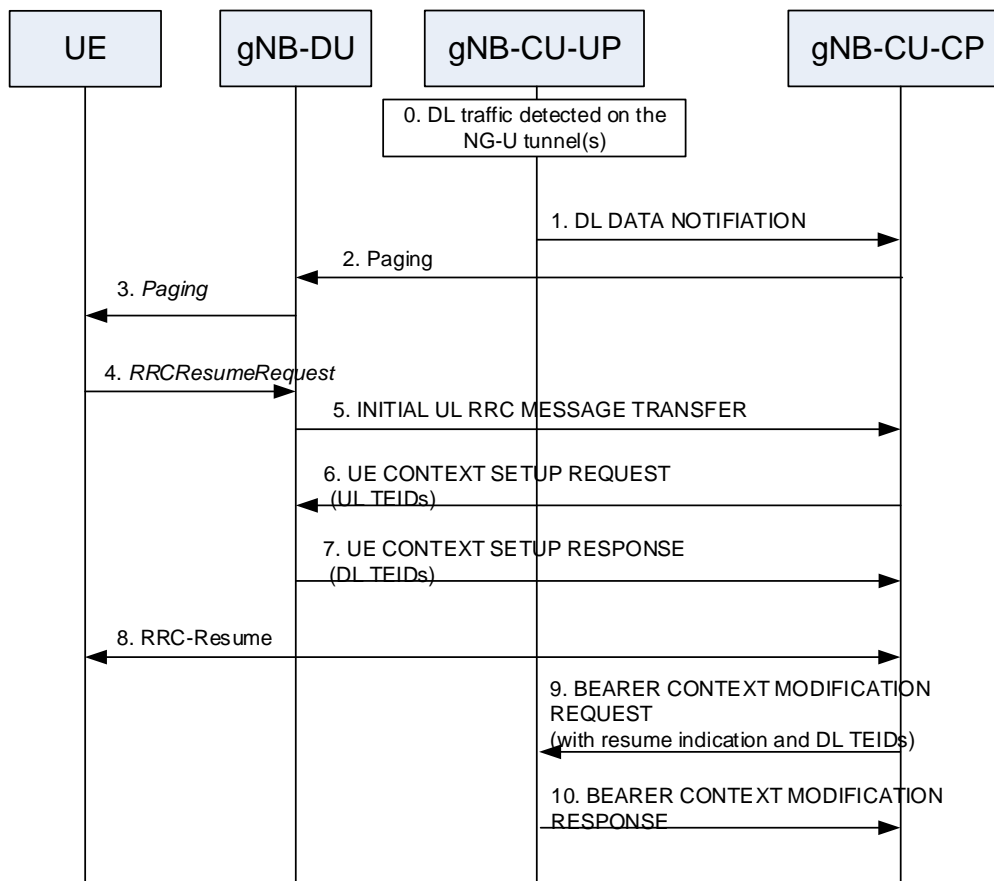 UE
gNB-DU
gNB-CU-UP
gNB-CU-CP
0. DL traffic detected on the
NG-U tunnel(s)
1. DL DATA NOTIFIATION
2. Paging
3. Paging
4. RRCResumeRequest
5. INITIAL UL RRC MESSAGE TRANSFER
6. UE CONTEXT SETUP REQUEST
(UL TEIDs)
7. UE CONTEXT SETUP RESPONSE
(DL TEIDs)
8. RRC-Resume
9. BEARER CONTEXT MODIFICATION
REQUEST
(with resume indication and DL TEIDs)
10. BEARER CONTEXT MODIFICATION
RESPONSE